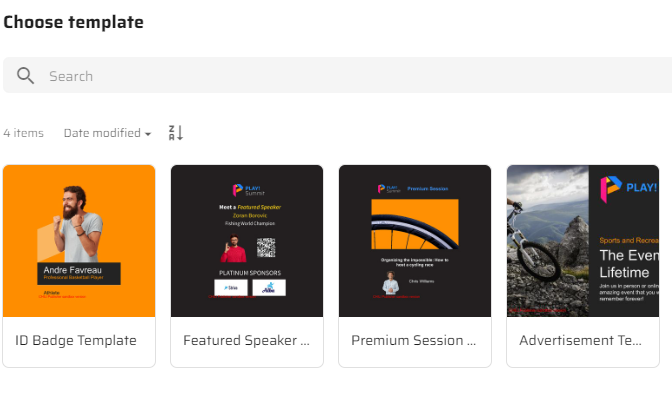 Choose template
Search
4 items
Date modified
Z
A
PLAY!
Summit
Meet a Featured Speaker
Zoran Borovic
Fishing World Champion
PLATINUM SPONSORS
PLAY!
Summit
Premium Session
Organizing the impossible: How to
host a cycling race
Chris Williams
PLAY!
Sports and Recrea
The Even
Lifetime
Join us in person or onlin
amazing event that you w
remember forever!
Andre Favreau
Professional Basketball Player
Athlete
ID Badge Template
Featured Speaker ...
Premium Session ...
Advertisement Te...